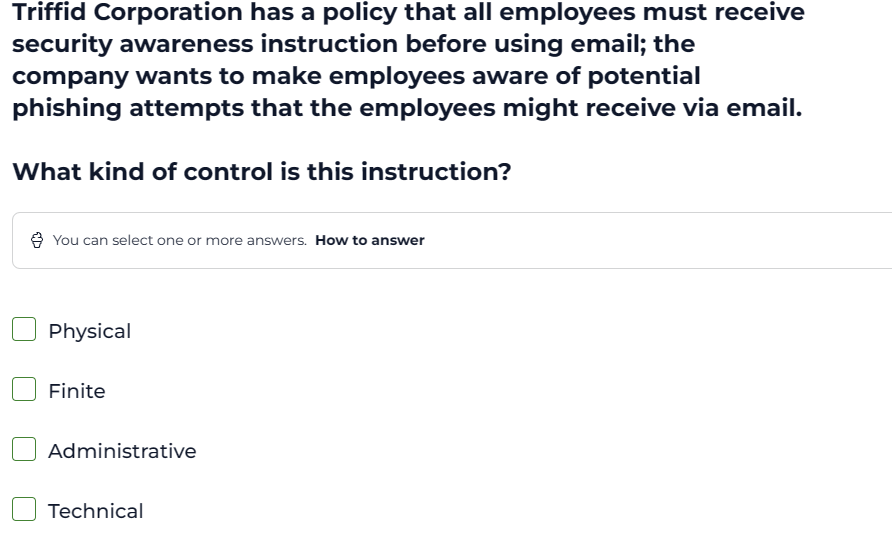 Triffid Corporation has a policy that all employees must receive
security awareness instruction before using email; the
company wants to make employees aware of potential
phishing attempts that the employees might receive via email.
What kind of control is this instruction?
You can select one or more answers. How to answer
Physical
Finite
Administrative
Technical